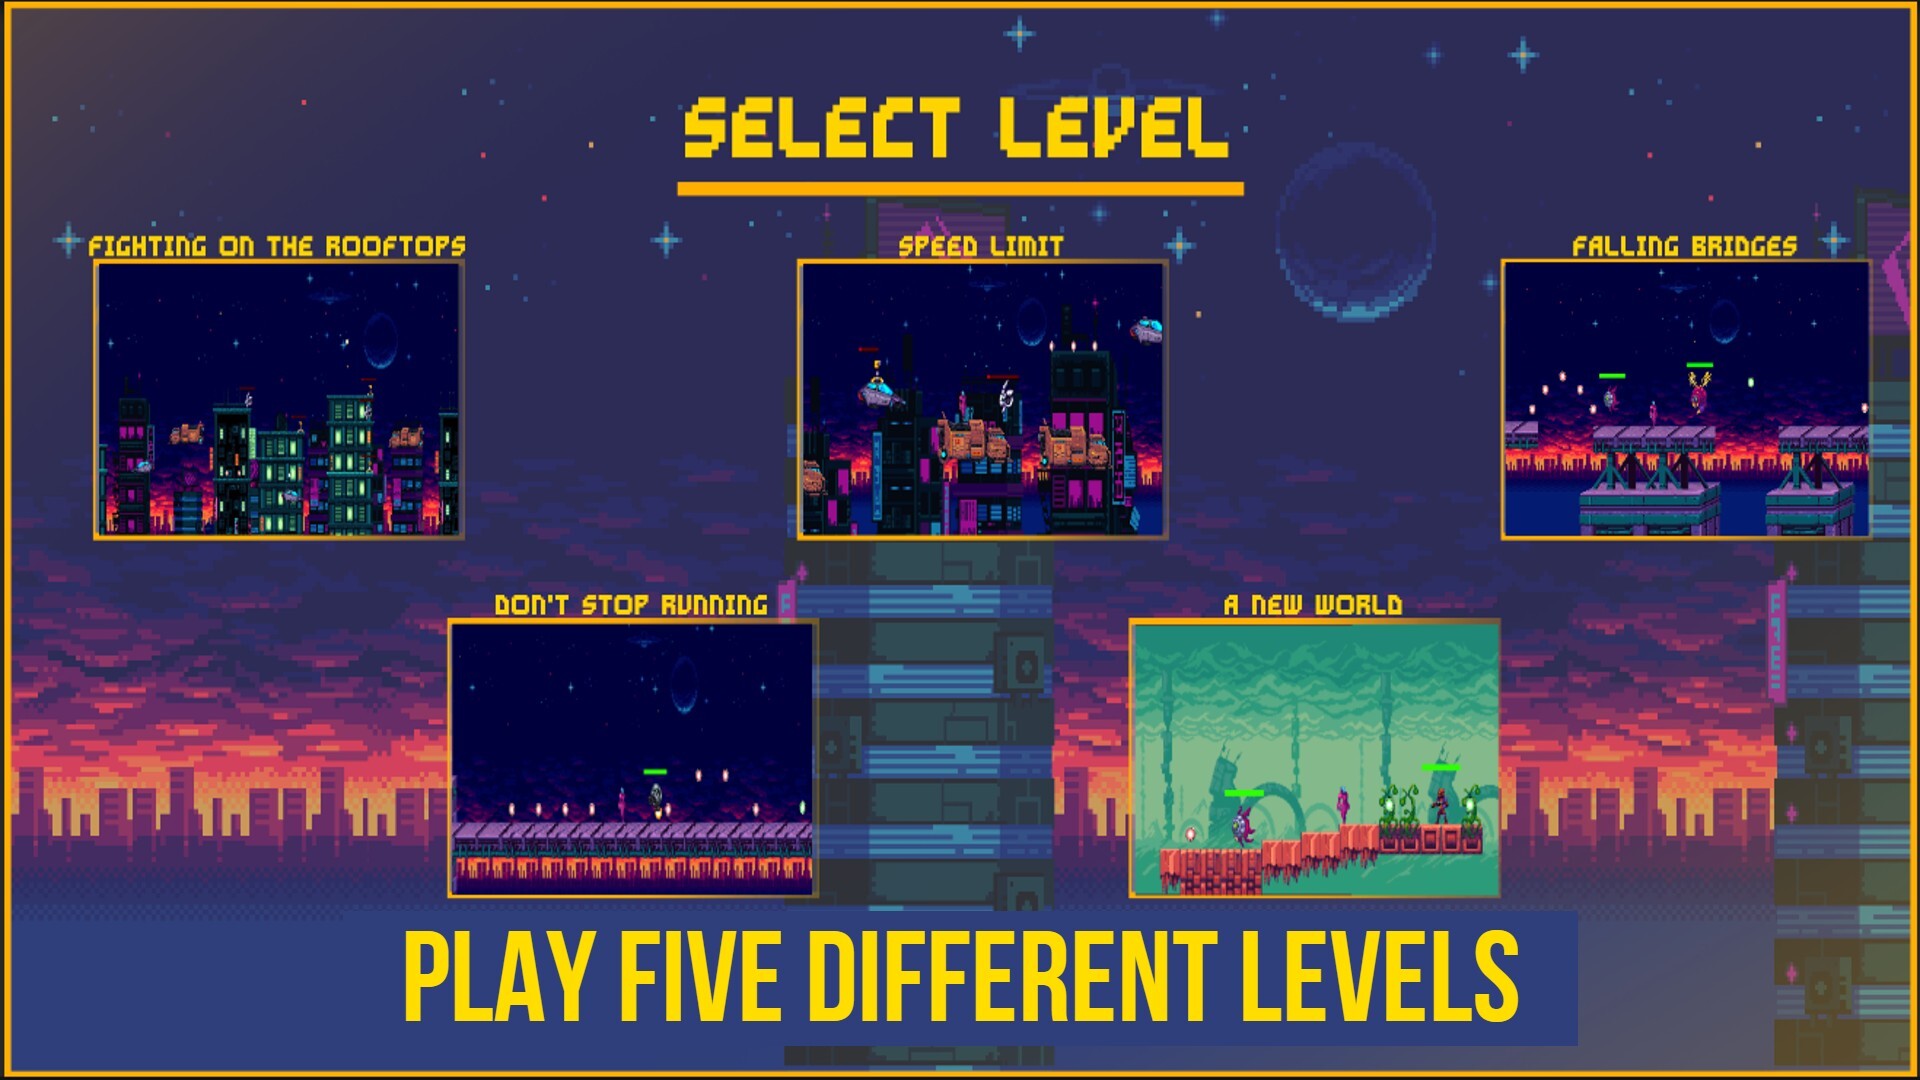 SELECT LEVEL
FIGHTING ON THE ROOFTOPS
SPEED LIMIT
FALLING BRIDGES
DON'T STOP RUNNING
A NEW WORLD
PLAY FIVE DIFFERENT LEVELS